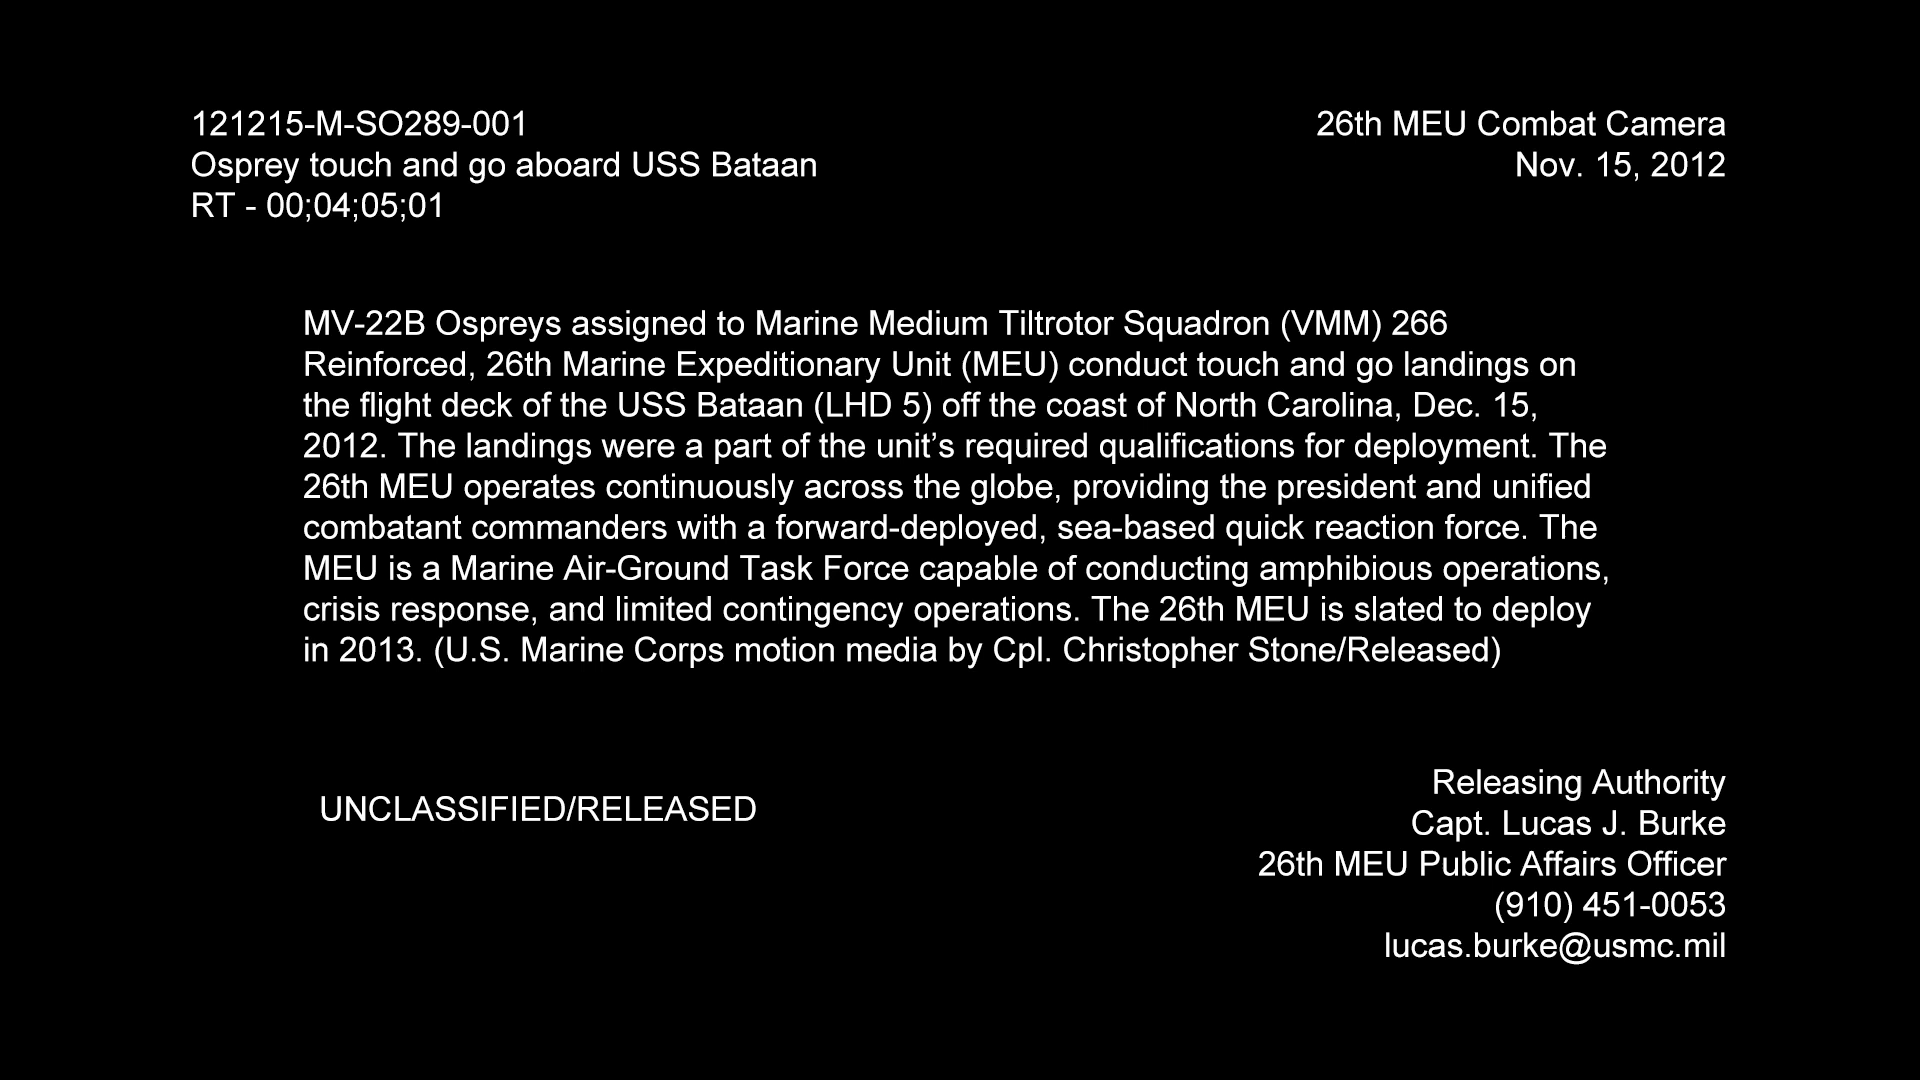 121215-M-SO289-001
Osprey touch and go aboard USS Bataan
RT - 00;04;05;01
26th MEU Combat Camera
Nov. 15, 2012
MV-22B Ospreys assigned to Marine Medium Tiltrotor Squadron (VMM) 266
Reinforced, 26th Marine Expeditionary Unit (MEU) conduct touch and go landings on
the flight deck of the USS Bataan (LHD 5) off the coast of North Carolina, Dec. 15,
2012. The landings were a part of the unit’s required qualifications for deployment. The
26th MEU operates continuously across the globe, providing the president and unified
combatant commanders with a forward-deployed, sea-based quick reaction force. The
MEU is a Marine Air-Ground Task Force capable of conducting amphibious operations,
crisis response, and limited contingency operations. The 26th MEU is slated to deploy
in 2013. (U.S. Marine Corps motion media by Cpl. Christopher Stone/Released)
UNCLASSIFIED/RELEASED
Releasing Authority
Capt. Lucas J. Burke
26th MEU Public Affairs Officer
(910) 451-0053
lucas.burke@usmc.mil